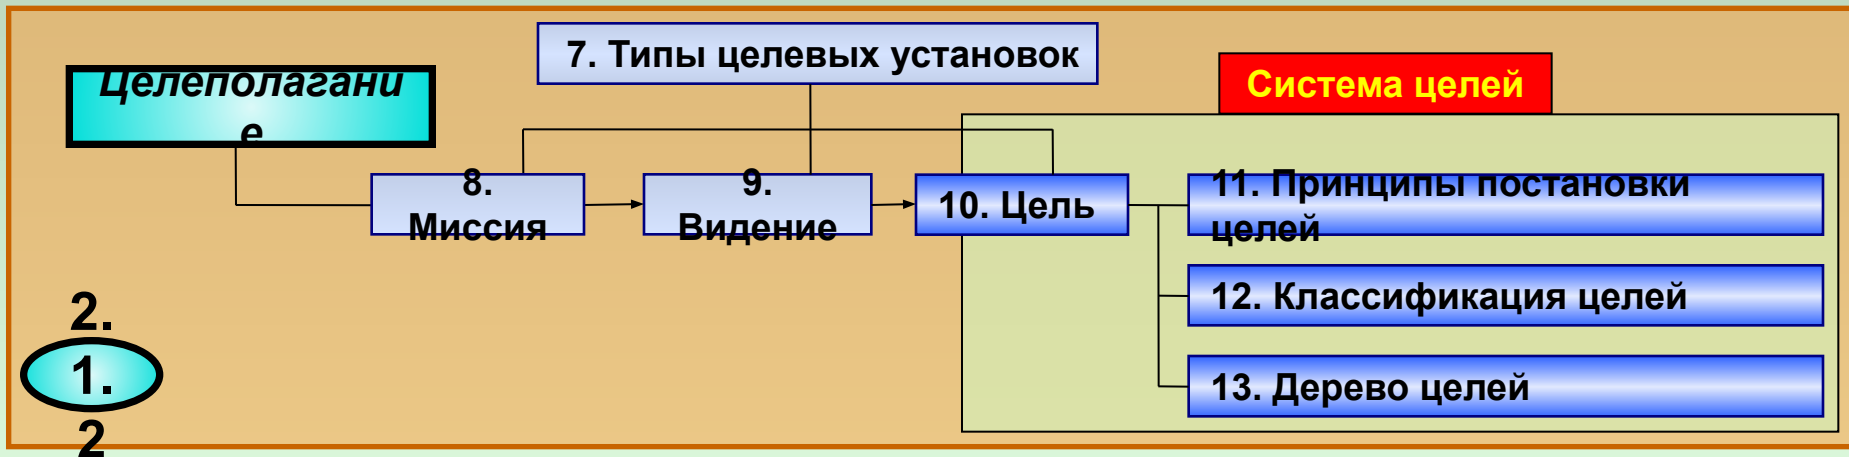 7. Типы целевых установок
Целеполагани
е
Система целей
8.
Миссия
9.
Видение
10. Цель
11. Принципы постановки
целей
12. Классификация целей
13. Дерево целей
2.
1.
2